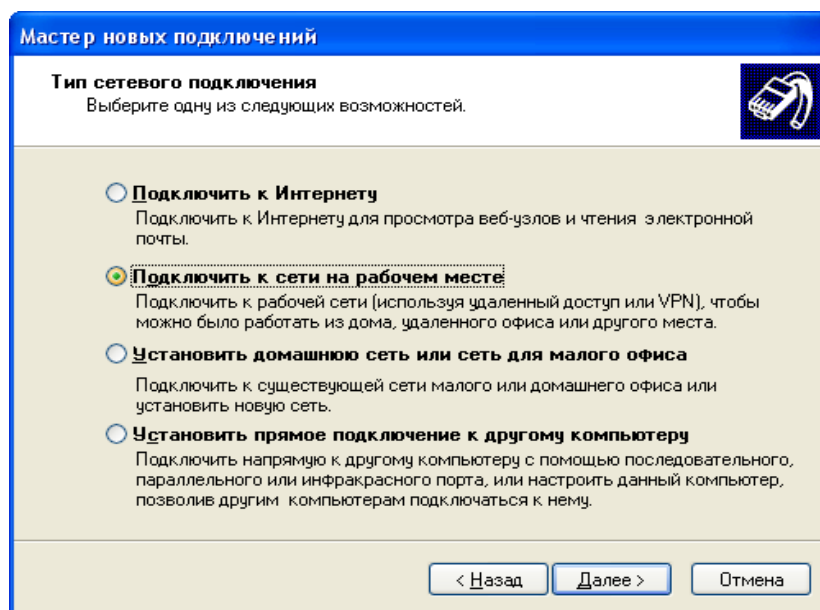 Мастер новых подключений
Тип сетевого подключения
Выберите одну из следующих возможностей.
Подключить к Интернету
Подключить к Интернету для просмотра веб-узлов и чтения электронной
почты.
Подключить к сети на рабочем месте
Подключить к рабочей сети (используя удаленный доступ или VPN), чтобы
можно было работать из дома, удаленного офиса или другого места.
Установить домашнюю сеть или сеть для малого офиса
Подключить к существующей сети малого или домашнего офиса или
установить новую сеть.
Установить прямое подключение к другому компьютеру
Подключить напрямую к другому компьютеру с помощью последовательного,
параллельного или инфракрасного порта, или настроить данный компьютер,
позволив другим компьютерам подключаться к нему.
< Назад Далее > Отмена